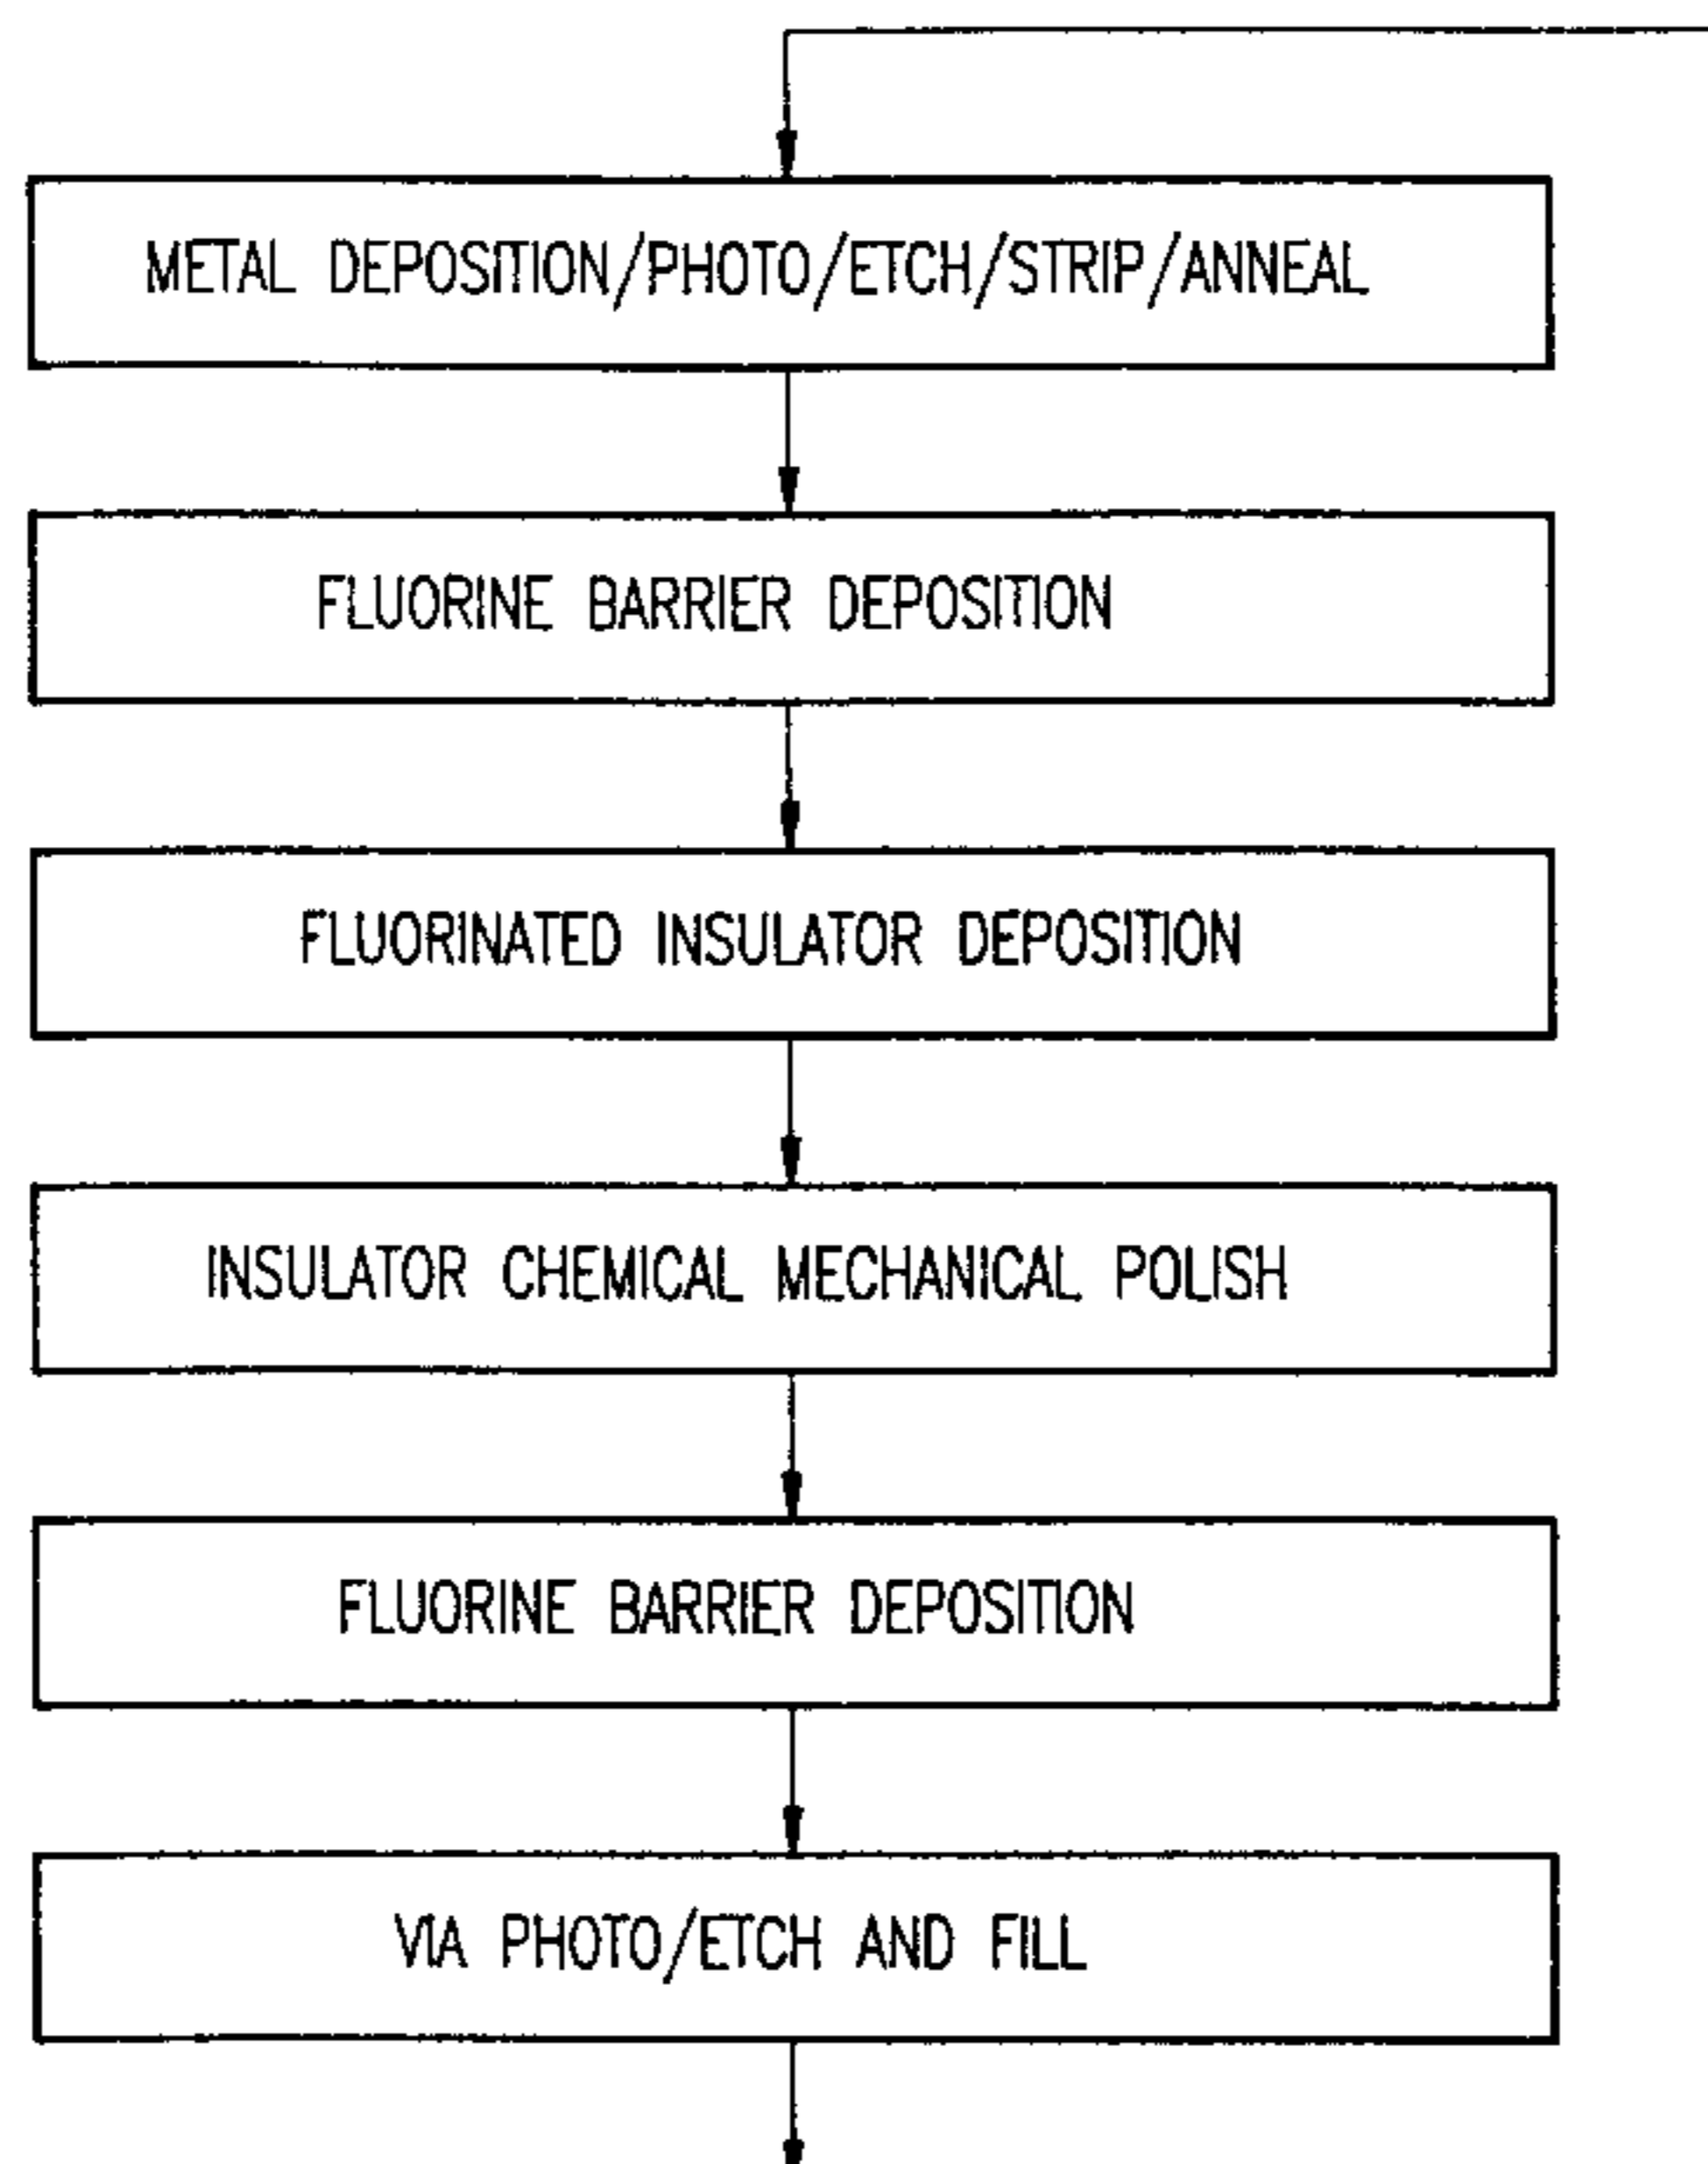 METAL DEPOSITION/PHOTO/ETCH/STRIP/ANNEAL
FLUORINE BARRIER DEPOSITION
FLUORINATED INSULATOR DEPOSITION
INSULATOR CHEMICAL MECHANICAL POLISH
FLUORINE BARRIER DEPOSITION
VIA PHOTO/ETCH AND FILL